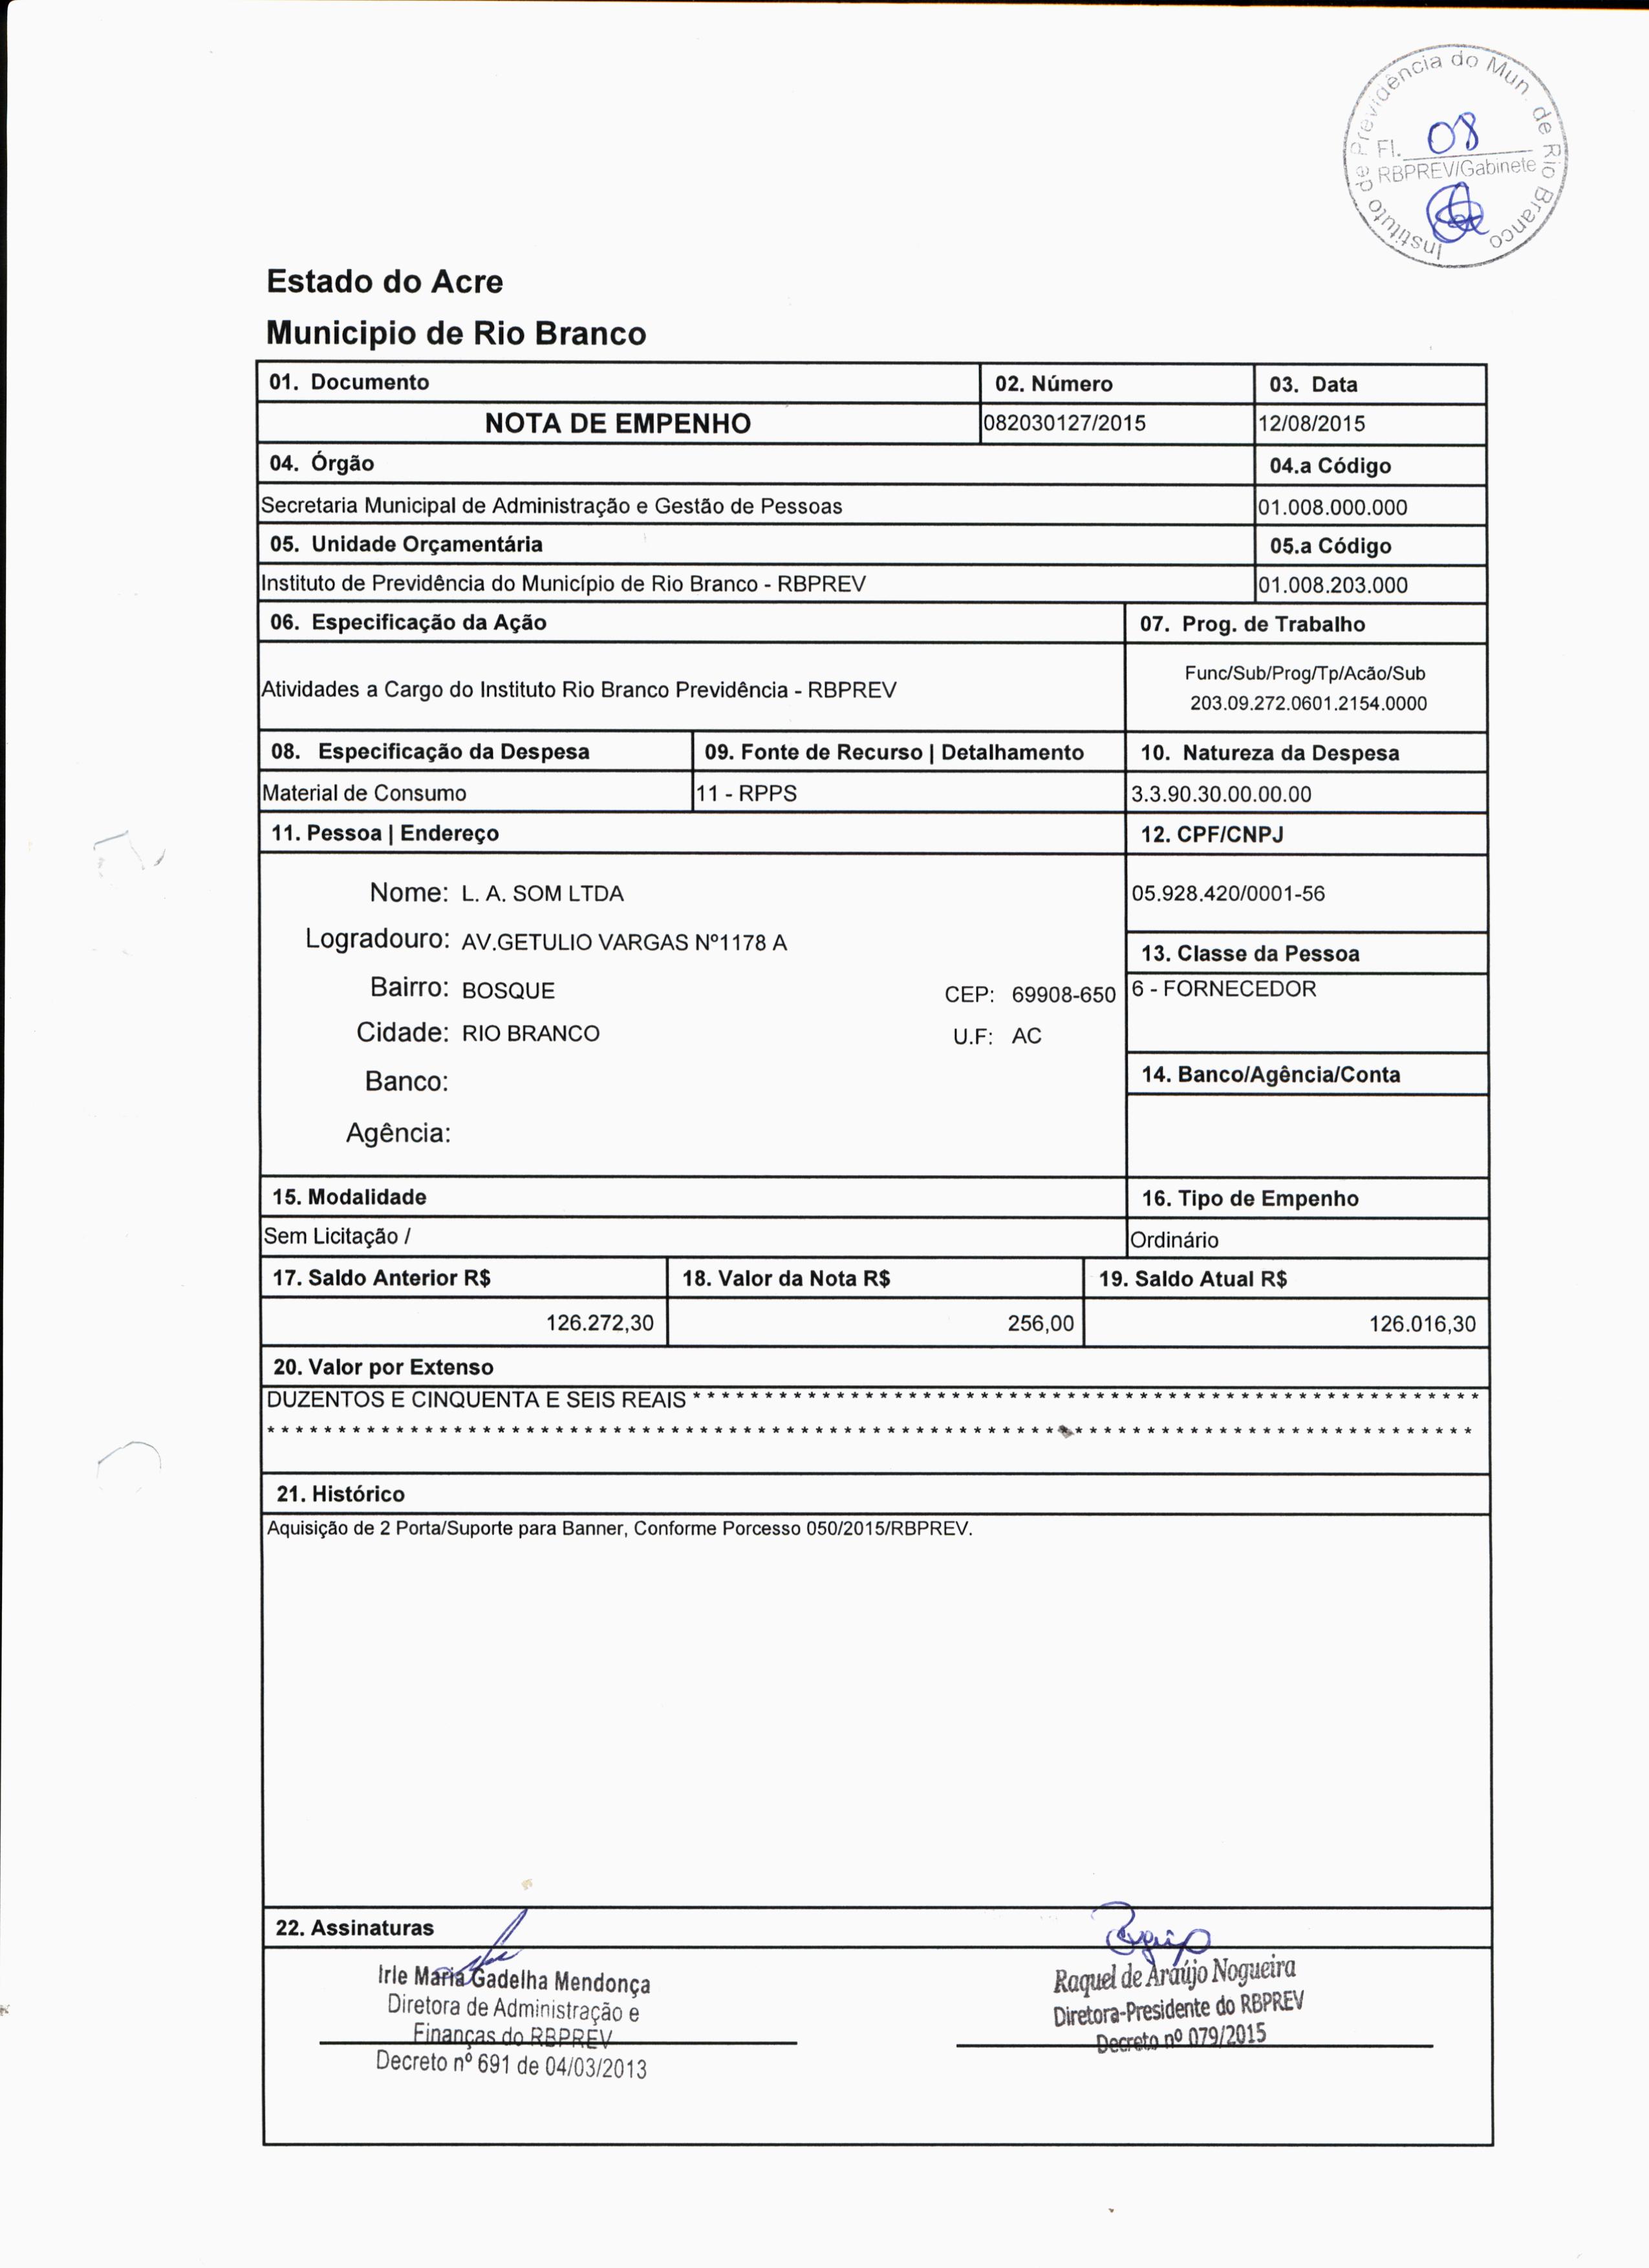 Instituto de Previdência do Mun. de Rio Branco
Fl. 08
RBPREV/Gabinete
Estado do Acre
Municipio de Rio Branco
01. Documento 02. Número 03. Data
NOTA DE EMPENHO 082030127/2015 12/08/2015
04. Órgão 04.a Código
Secretaria Municipal de Administração e Gestão de Pessoas 01.008.000.000
05. Unidade Orçamentária 05.a Código
Instituto de Previdência do Município de Rio Branco - RBPREV 01.008.203.000
06. Especificação da Ação 07. Prog. de Trabalho
Func/Sub/Prog/Tp/Acão/Sub
Atividades a Cargo do Instituto Rio Branco Previdência - RBPREV
203.09.272.0601.2154.0000
08. Especificação da Despesa 09. Fonte de Recurso | Detalhamento 10. Natureza da Despesa
Material de Consumo 11 - RPPS 3.3.90.30.00.00.00
11. Pessoa | Endereço 12. CPF/CNPJ
Nome: L. A. SOM LTDA 05.928.420/0001-56
Logradouro: AV.GETULIO VARGAS Nº1178 A
13. Classe da Pessoa
Bairro: BOSQUE CEP: 69908-650 6 - FORNECEDOR
Cidade: RIO BRANCO U.F: AC
Banco:
14. Banco/Agência/Conta
Agência:
15. Modalidade 16. Tipo de Empenho
Sem Licitação / Ordinário
17. Saldo Anterior R$ 18. Valor da Nota R$ 19. Saldo Atual R$
126.272,30 256,00 126.016,30
20. Valor por Extenso
DUZENTOS E CINQUENTA E SEIS REAIS * * * * * * * * * * * * * * * * * * * * * * * * * * * * * * * * * * * * * * * * * * * * * * * * * * * * * * *
* * * * * * * * * * * * * * * * * * * * * * * * * * * * * * * * * * * * * * * * * * * * * * * * * * * * * * * * * * * * * * * * * * * * * * * * * * * * * * * * * * * *
21. Histórico
Aquisição de 2 Porta/Suporte para Banner, Conforme Porcesso 050/2015/RBPREV.
22. Assinaturas
Irle Maria Gadelha Mendonça
Diretora de Administração e
Finanças do RBPREV
Decreto nº 691 de 04/03/2013
Raquel de Araújo Nogueira
Diretora-Presidente do RBPREV
Decreto nº 079/2015